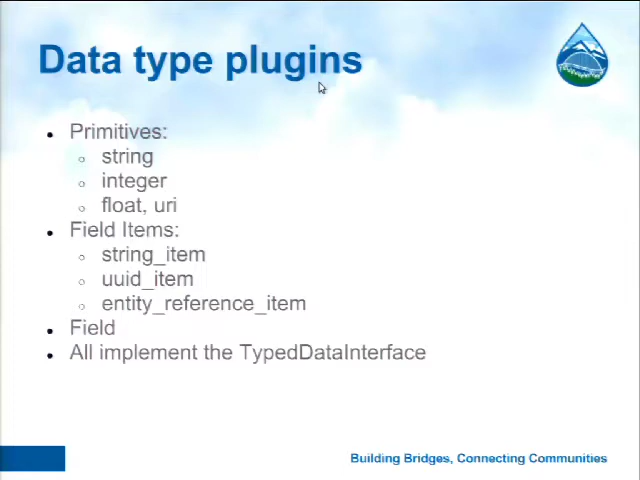 Data type plugins
Primitives:
string
integer
float, uri
Field Items:
string_item
uuid_item
entity_reference_item
Field
All implement the TypedDataInterface
Building Bridges, Connecting Communities